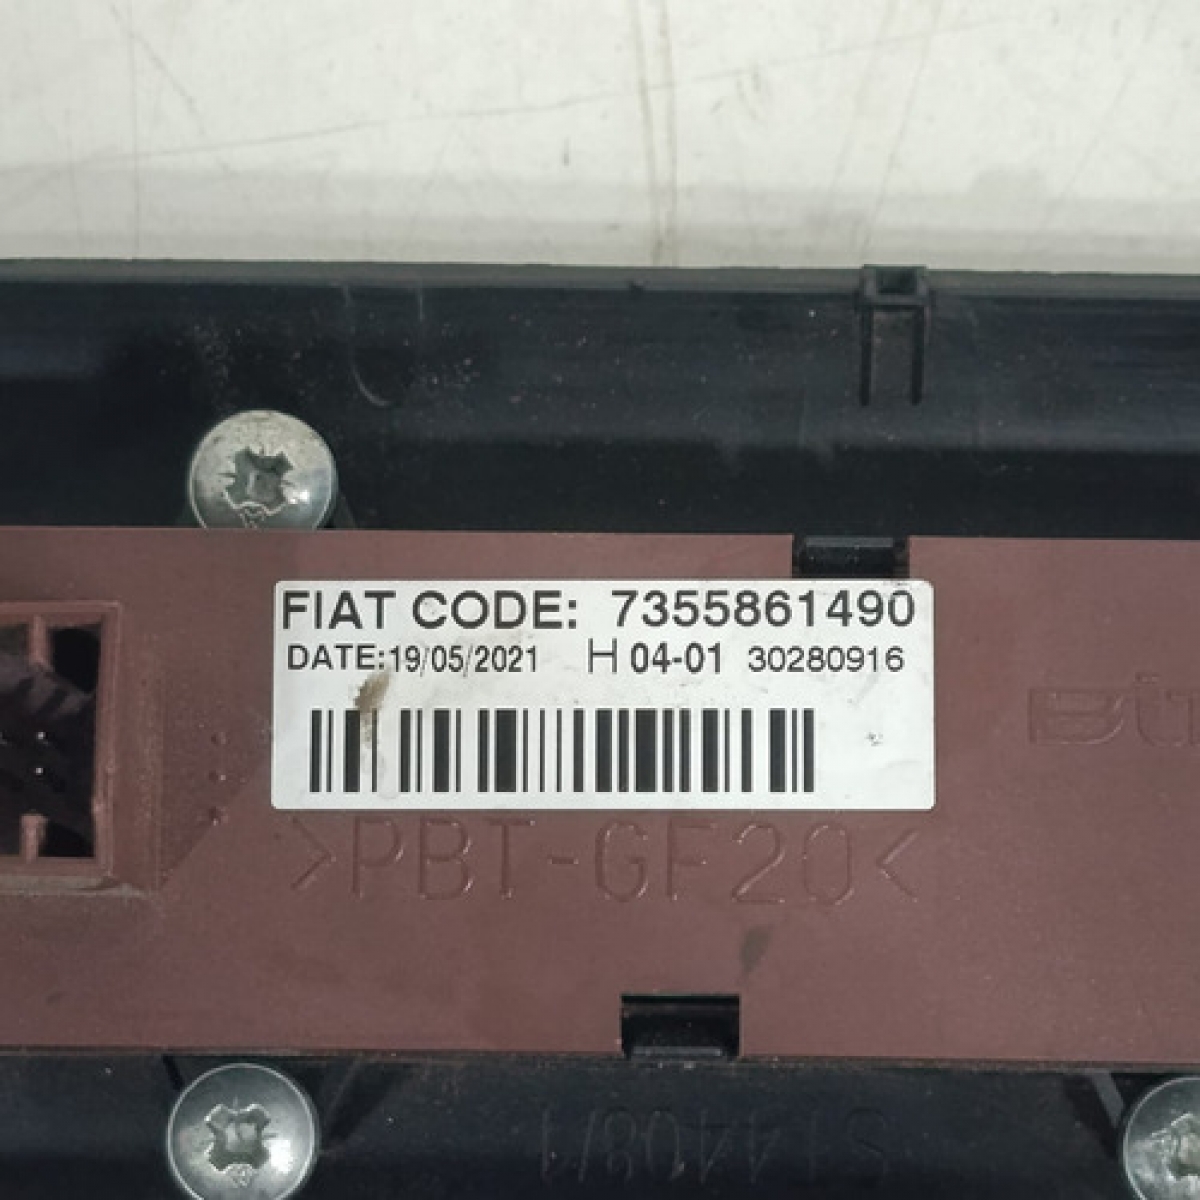 FIAT CODE: 7355861490
DATE:19/05/2021 H 04-01 30280916
>PBT-GF20<